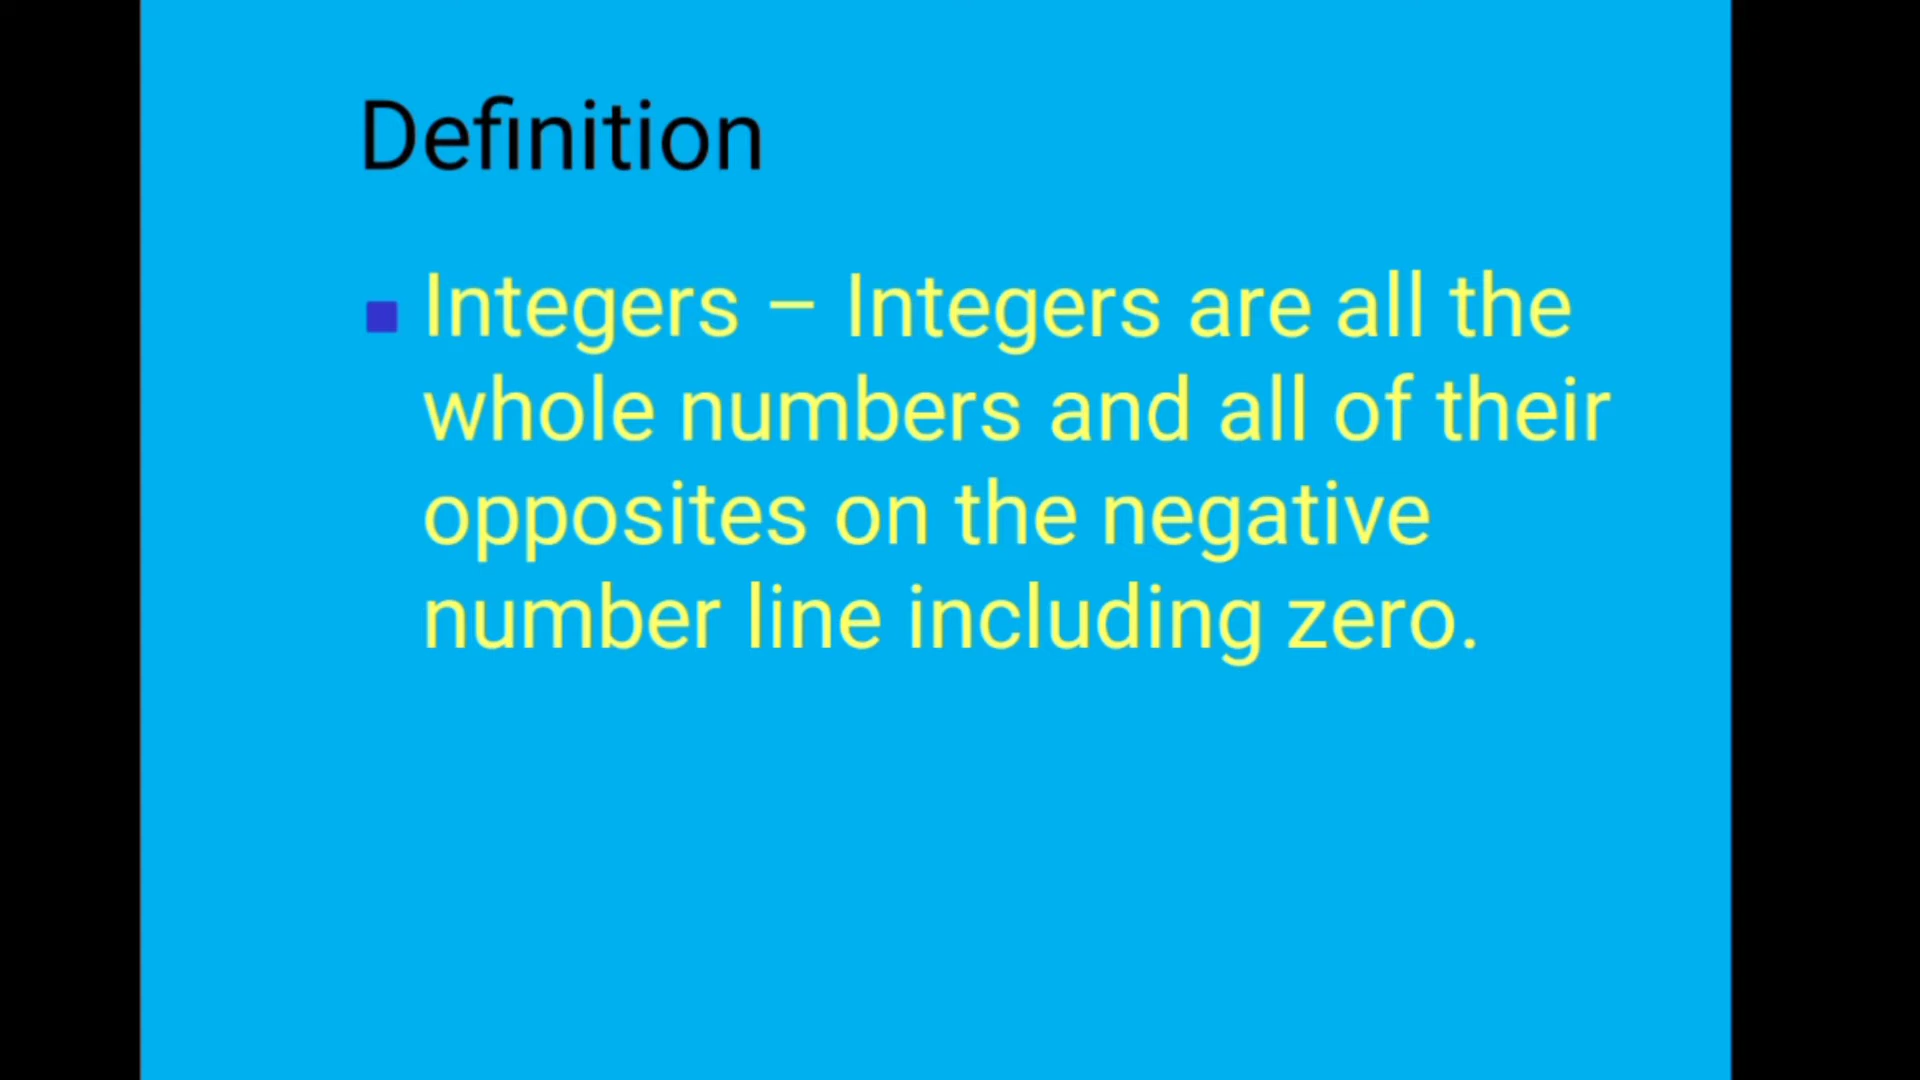 Definition
Integers – Integers are all the
whole numbers and all of their
opposites on the negative
number line including zero.